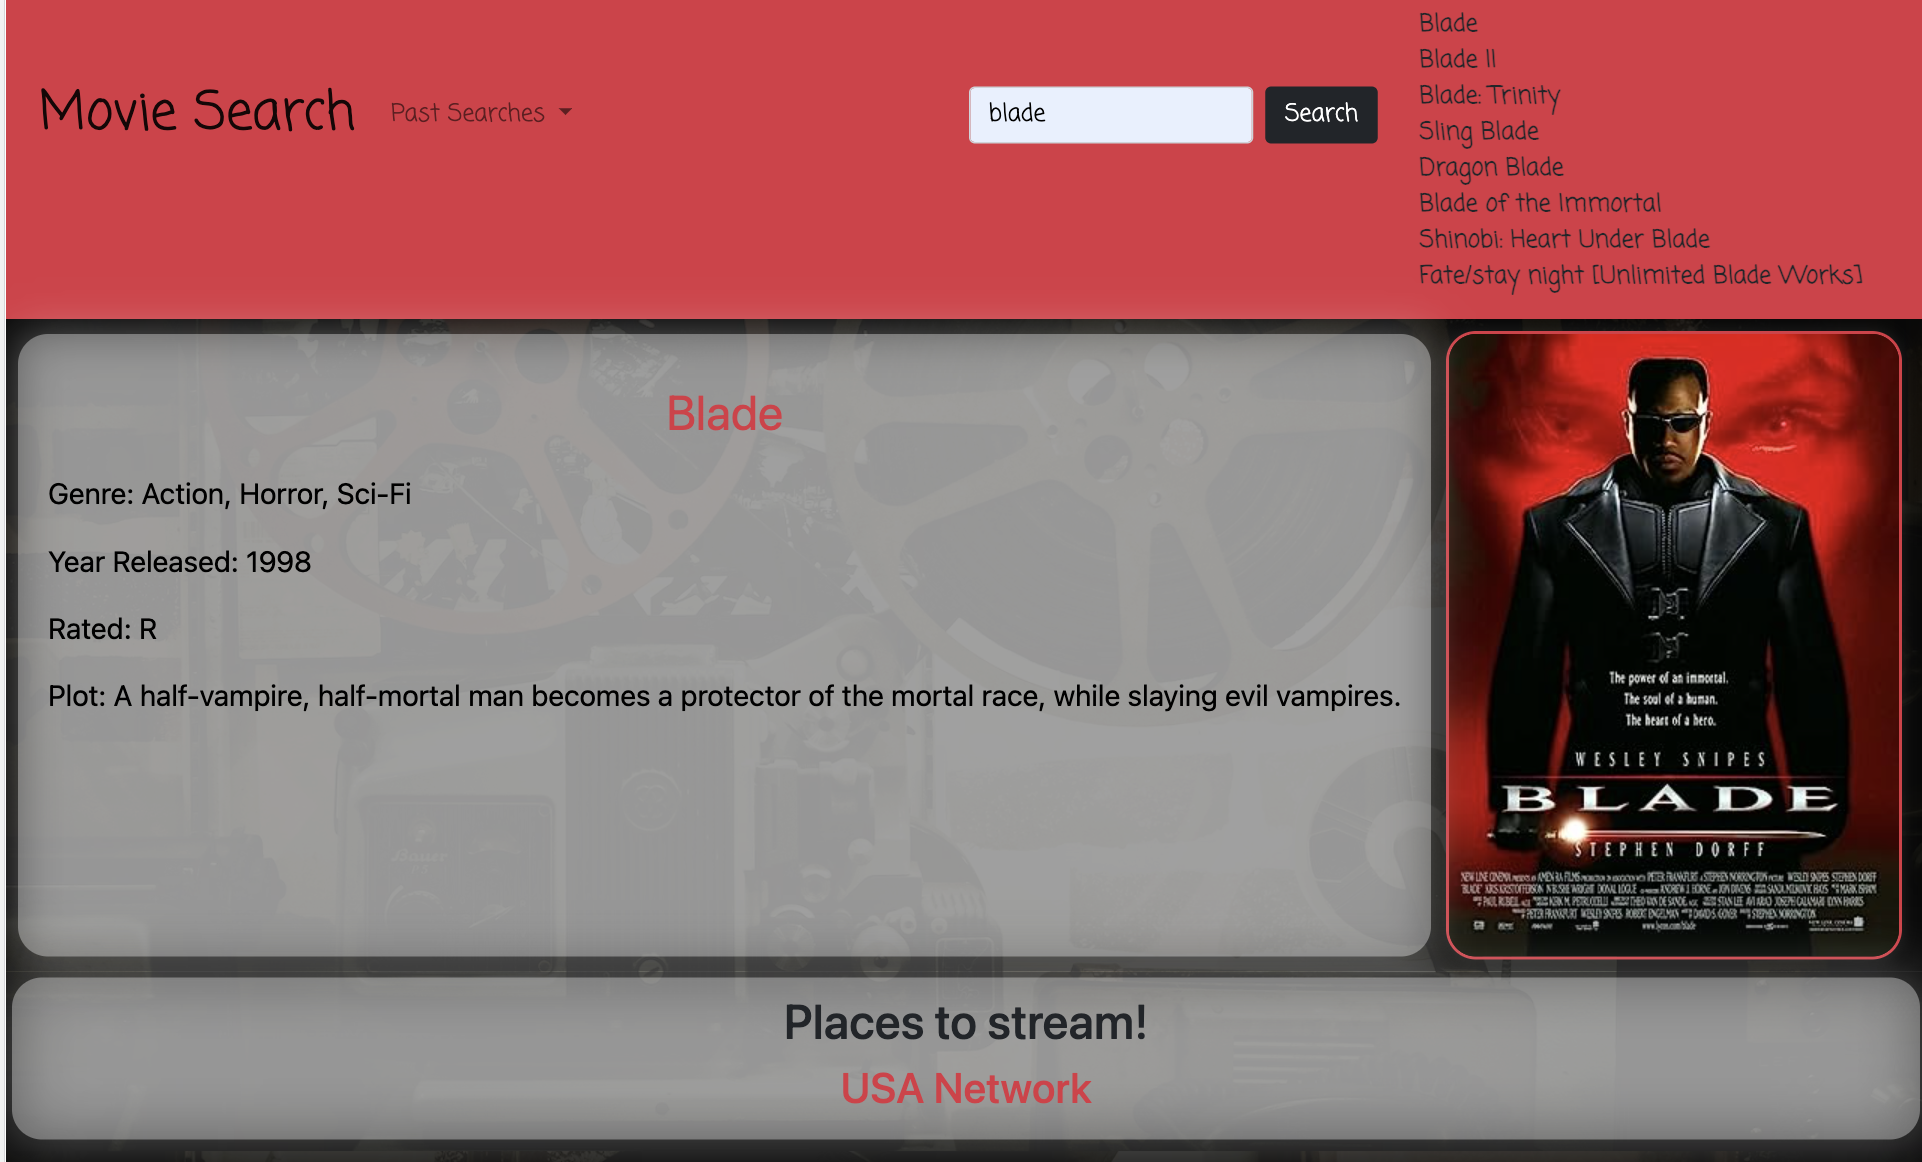 Movie Search
Past Searches
blade
Search
Blade
Blade II
Blade: Trinity
Sling Blade
Dragon Blade
Blade of the Immortal
Shinobi: Heart Under Blade
Fate/stay night [Unlimited Blade Works]
Blade
Genre: Action, Horror, Sci-Fi
Year Released: 1998
Rated: R
Plot: A half-vampire, half-mortal man becomes a protector of the mortal race, while slaying evil vampires.
The power of an immortal.
The soul of a human.
The heart of a hero.
WESLEY SNIPES
BLADE
STEPHEN DORFF
Bauer
Places to stream!
USA Network